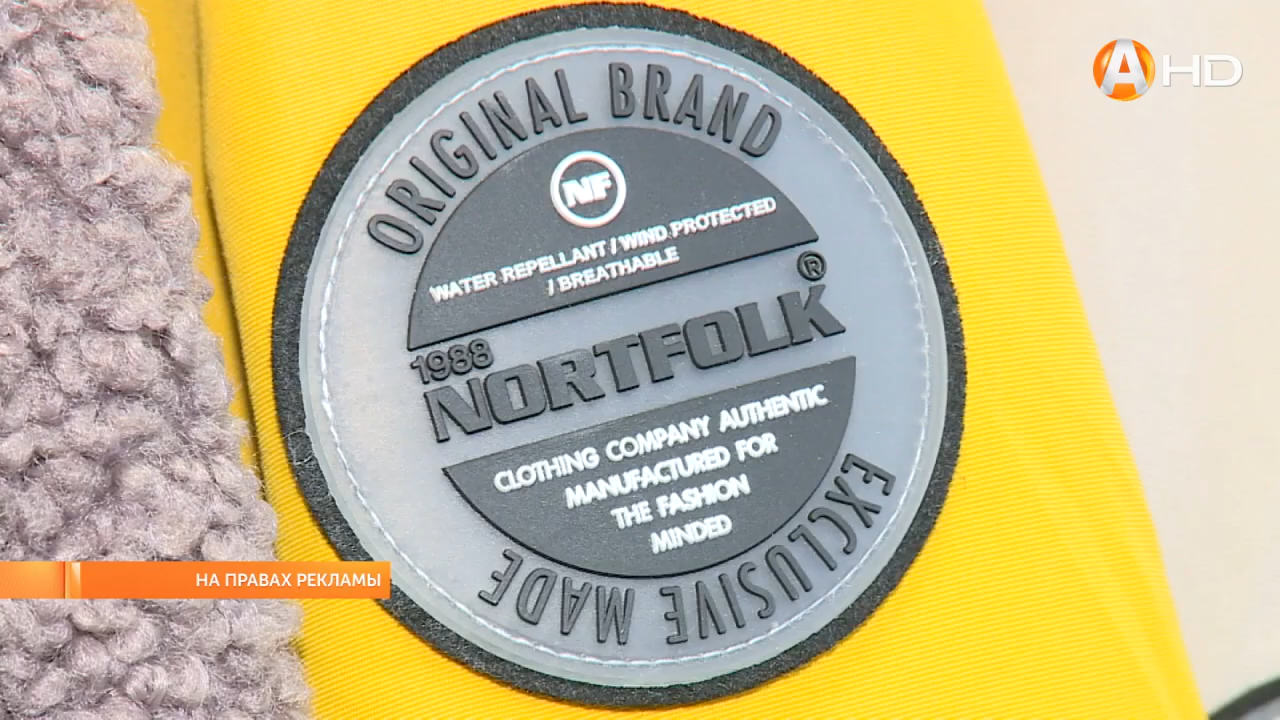 A HD
ORIGINAL BRAND
NF
WATER REPELLANT / WIND PROTECTED
/ BREATHABLE
1988
NORTFOLK®
CLOTHING COMPANY AUTHENTIC
MANUFACTURED FOR
THE FASHION
MINDED
EXCLUSIVE MADE
НА ПРАВАХ РЕКЛАМЫ